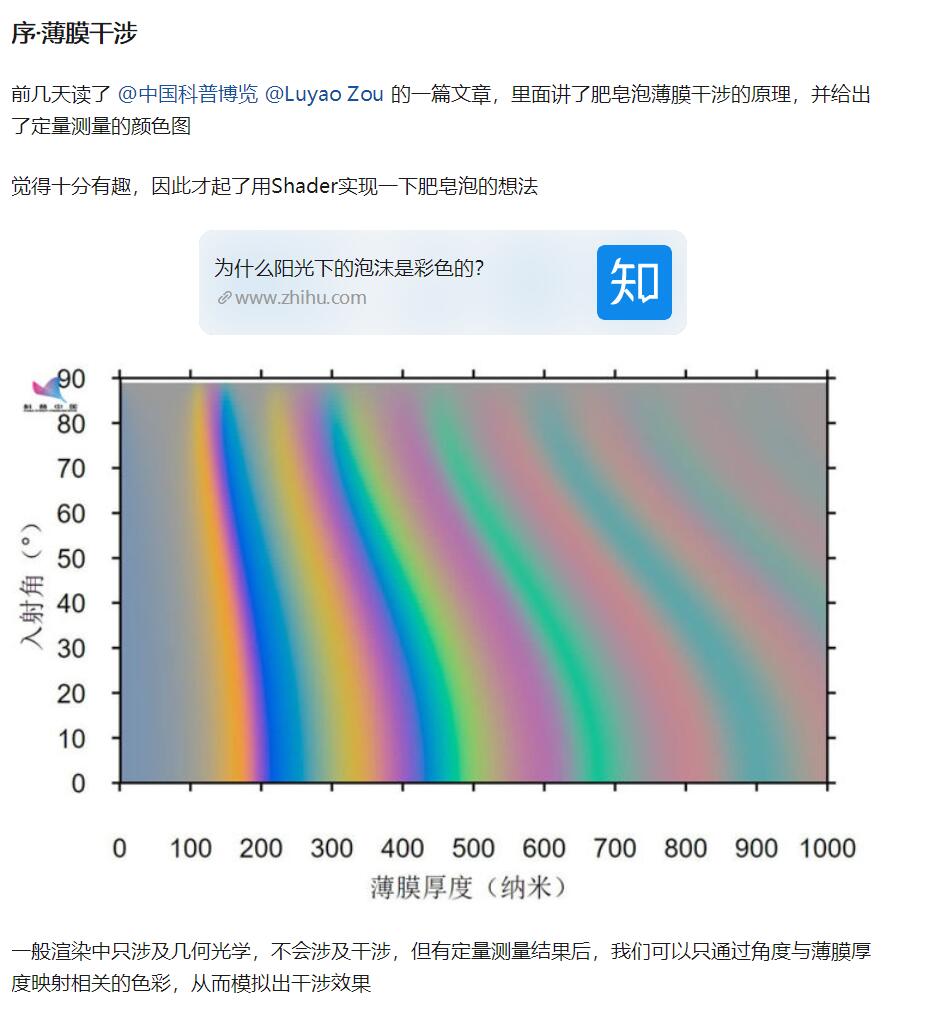 序·薄膜干涉
前几天读了 @中国科普博览 @Luyao Zou 的一篇文章，里面讲了肥皂泡薄膜干涉的原理，并给出
了定量测量的颜色图
觉得十分有趣，因此才起了用Shader实现一下肥皂泡的想法
为什么阳光下的泡沫是彩色的？
www.zhihu.com
知
科普中国
90
80
70
60
50
40
30
20
10
0
入射角（°）
0 100 200 300 400 500 600 700 800 900 1000
薄膜厚度（纳米）
一般渲染中只涉及几何光学，不会涉及干涉，但有定量测量结果后，我们可以只通过角度与薄膜厚
度映射相关的色彩，从而模拟出干涉效果